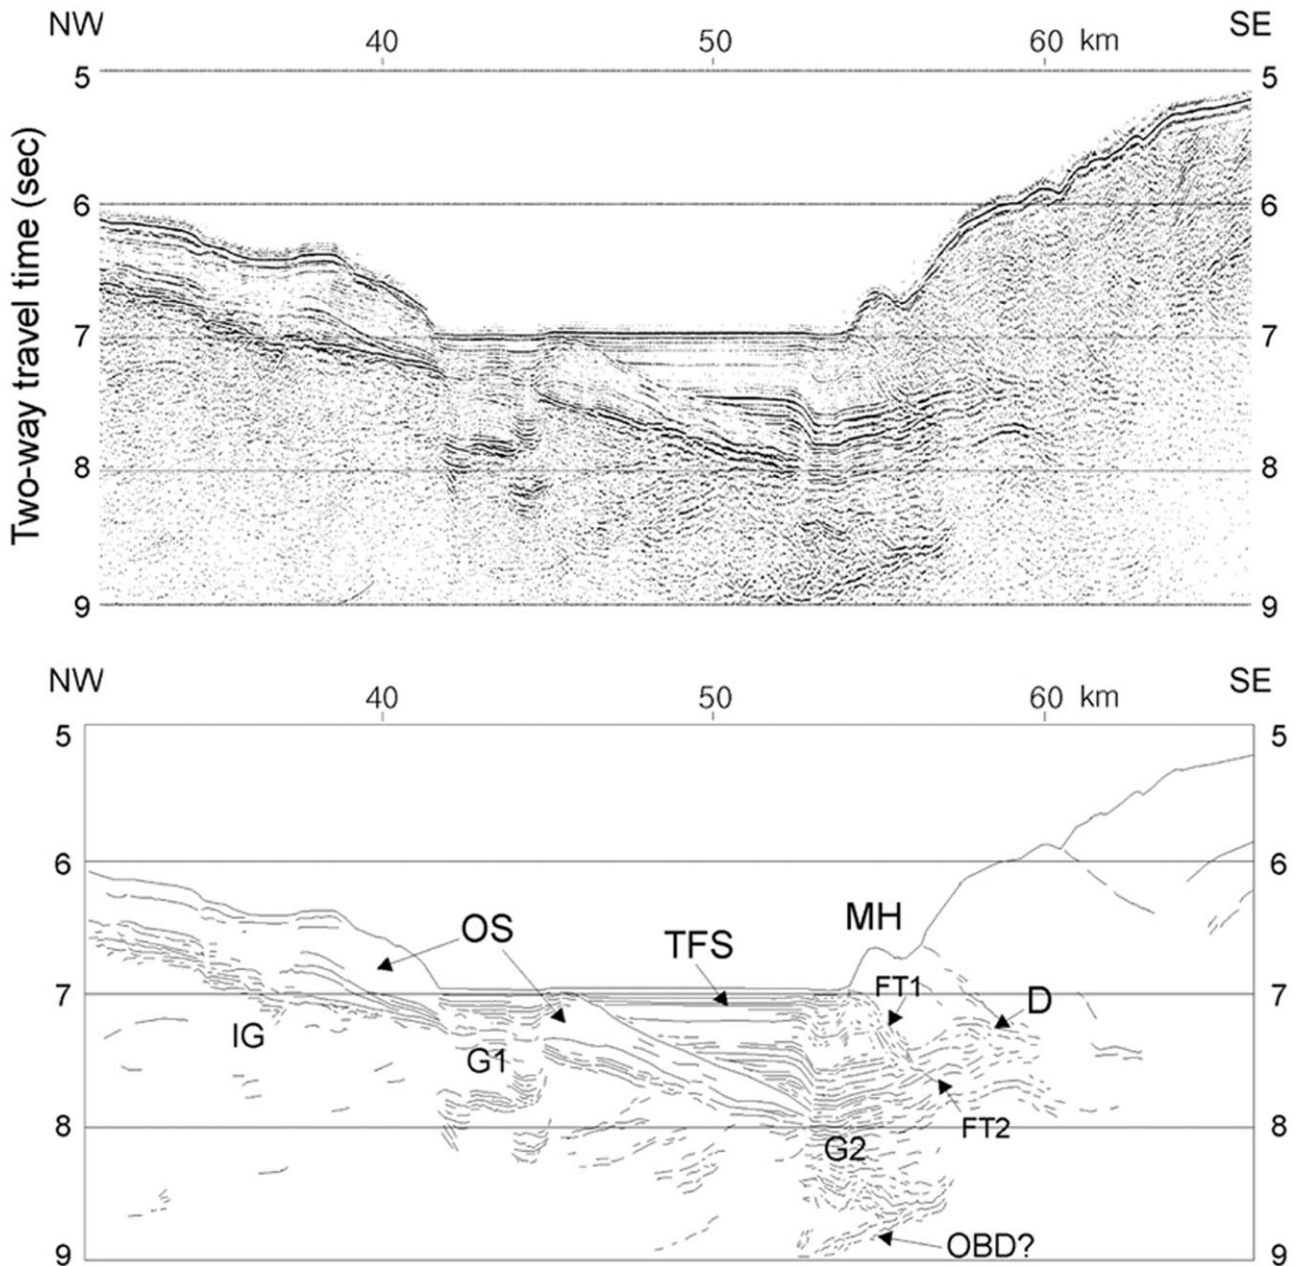 NW SE
40 50 60 km
5 5
6 6
7 7
8 8
9 9
Two-way travel time (sec)
NW SE
40 50 60 km
5 5
6 6
MH
OS
TFS
7 7
FT1
D
IG
G1
8 8
FT2
G2
OBD?
9 9